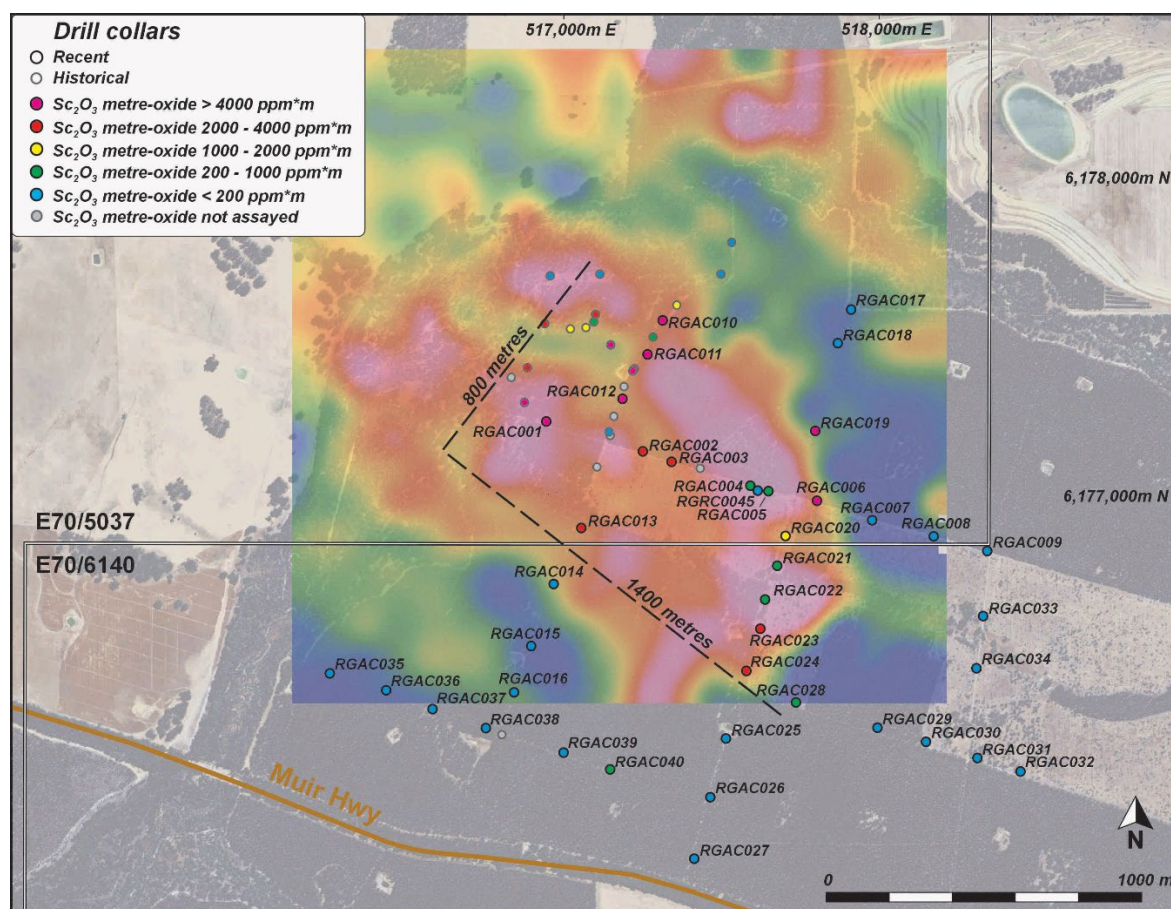 Drill collars
Recent
Historical
Sc₂O₃ metre-oxide > 4000 ppm*m
Sc₂O₃ metre-oxide 2000 - 4000 ppm*m
Sc₂O₃ metre-oxide 1000 - 2000 ppm*m
Sc₂O₃ metre-oxide 200 - 1000 ppm*m
Sc₂O₃ metre-oxide < 200 ppm*m
Sc₂O₃ metre-oxide not assayed
517,000m E
518,000m E
6,178,000m N
RGAC017
RGAC010
RGAC018
RGAC011
800 metres
RGAC012
RGAC001
RGAC019
RGAC002
RGAC003
RGAC004
RGRC0045
RGAC005
RGAC006
6,177,000m N
RGAC007
RGAC008
RGAC013
RGAC020
E70/5037
RGAC009
E70/6140
RGAC021
RGAC014
RGAC022
1400 metres
RGAC033
RGAC023
RGAC015
RGAC034
RGAC024
RGAC035
RGAC036
RGAC016
RGAC028
RGAC037
RGAC038
RGAC029
RGAC025
RGAC030
RGAC039
RGAC031
RGAC032
RGAC040
Muir Hwy
RGAC026
N
RGAC027
0
1000 m